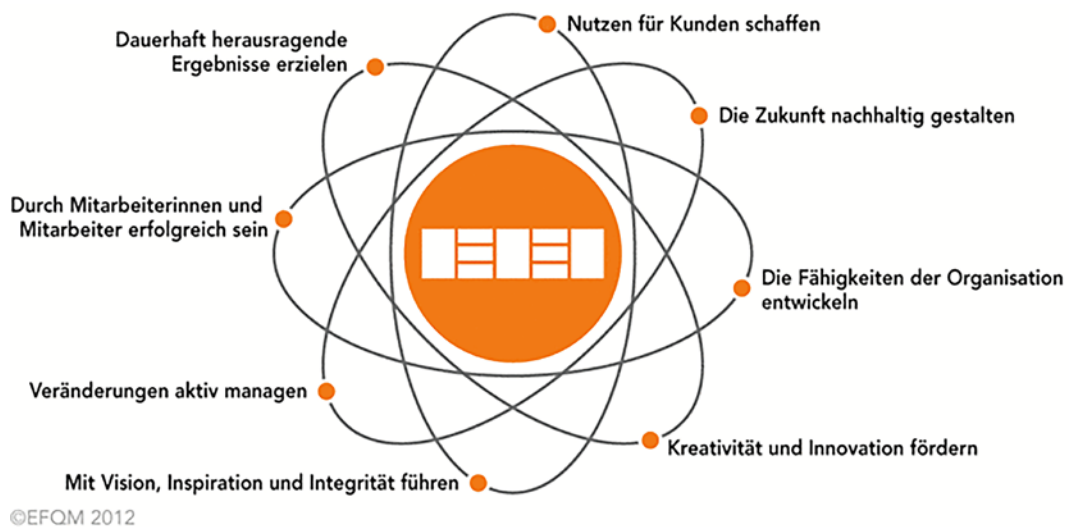 Nutzen für Kunden schaffen
Dauerhaft herausragende
Ergebnisse erzielen
Die Zukunft nachhaltig gestalten
Durch Mitarbeiterinnen und
Mitarbeiter erfolgreich sein
Die Fähigkeiten der Organisation
entwickeln
Veränderungen aktiv managen
Kreativität und Innovation fördern
Mit Vision, Inspiration und Integrität führen
©EFQM 2012